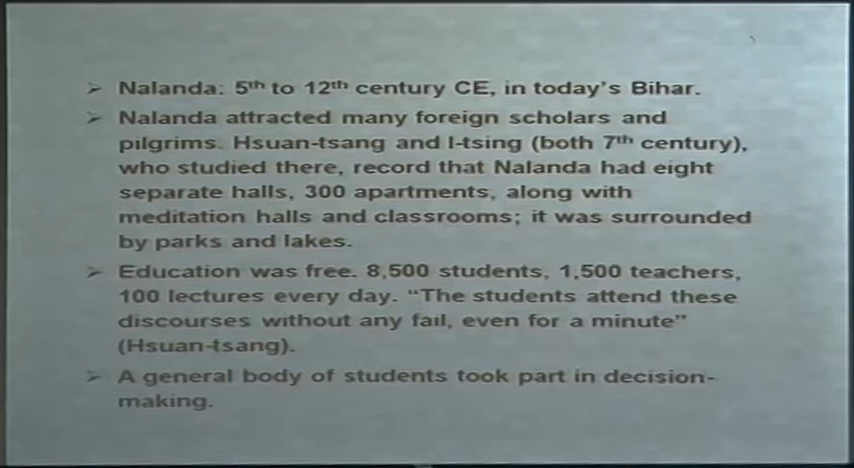 ➢ Nalanda: 5th to 12th century CE, in today's Bihar.
➢ Nalanda attracted many foreign scholars and
pilgrims. Hsuan-tsang and I-tsing (both 7th century),
who studied there, record that Nalanda had eight
separate halls, 300 apartments, along with
meditation halls and classrooms; it was surrounded
by parks and lakes.
➢ Education was free. 8,500 students, 1,500 teachers,
100 lectures every day. “The students attend these
discourses without any fail, even for a minute”
(Hsuan-tsang).
➢ A general body of students took part in decision-
making.